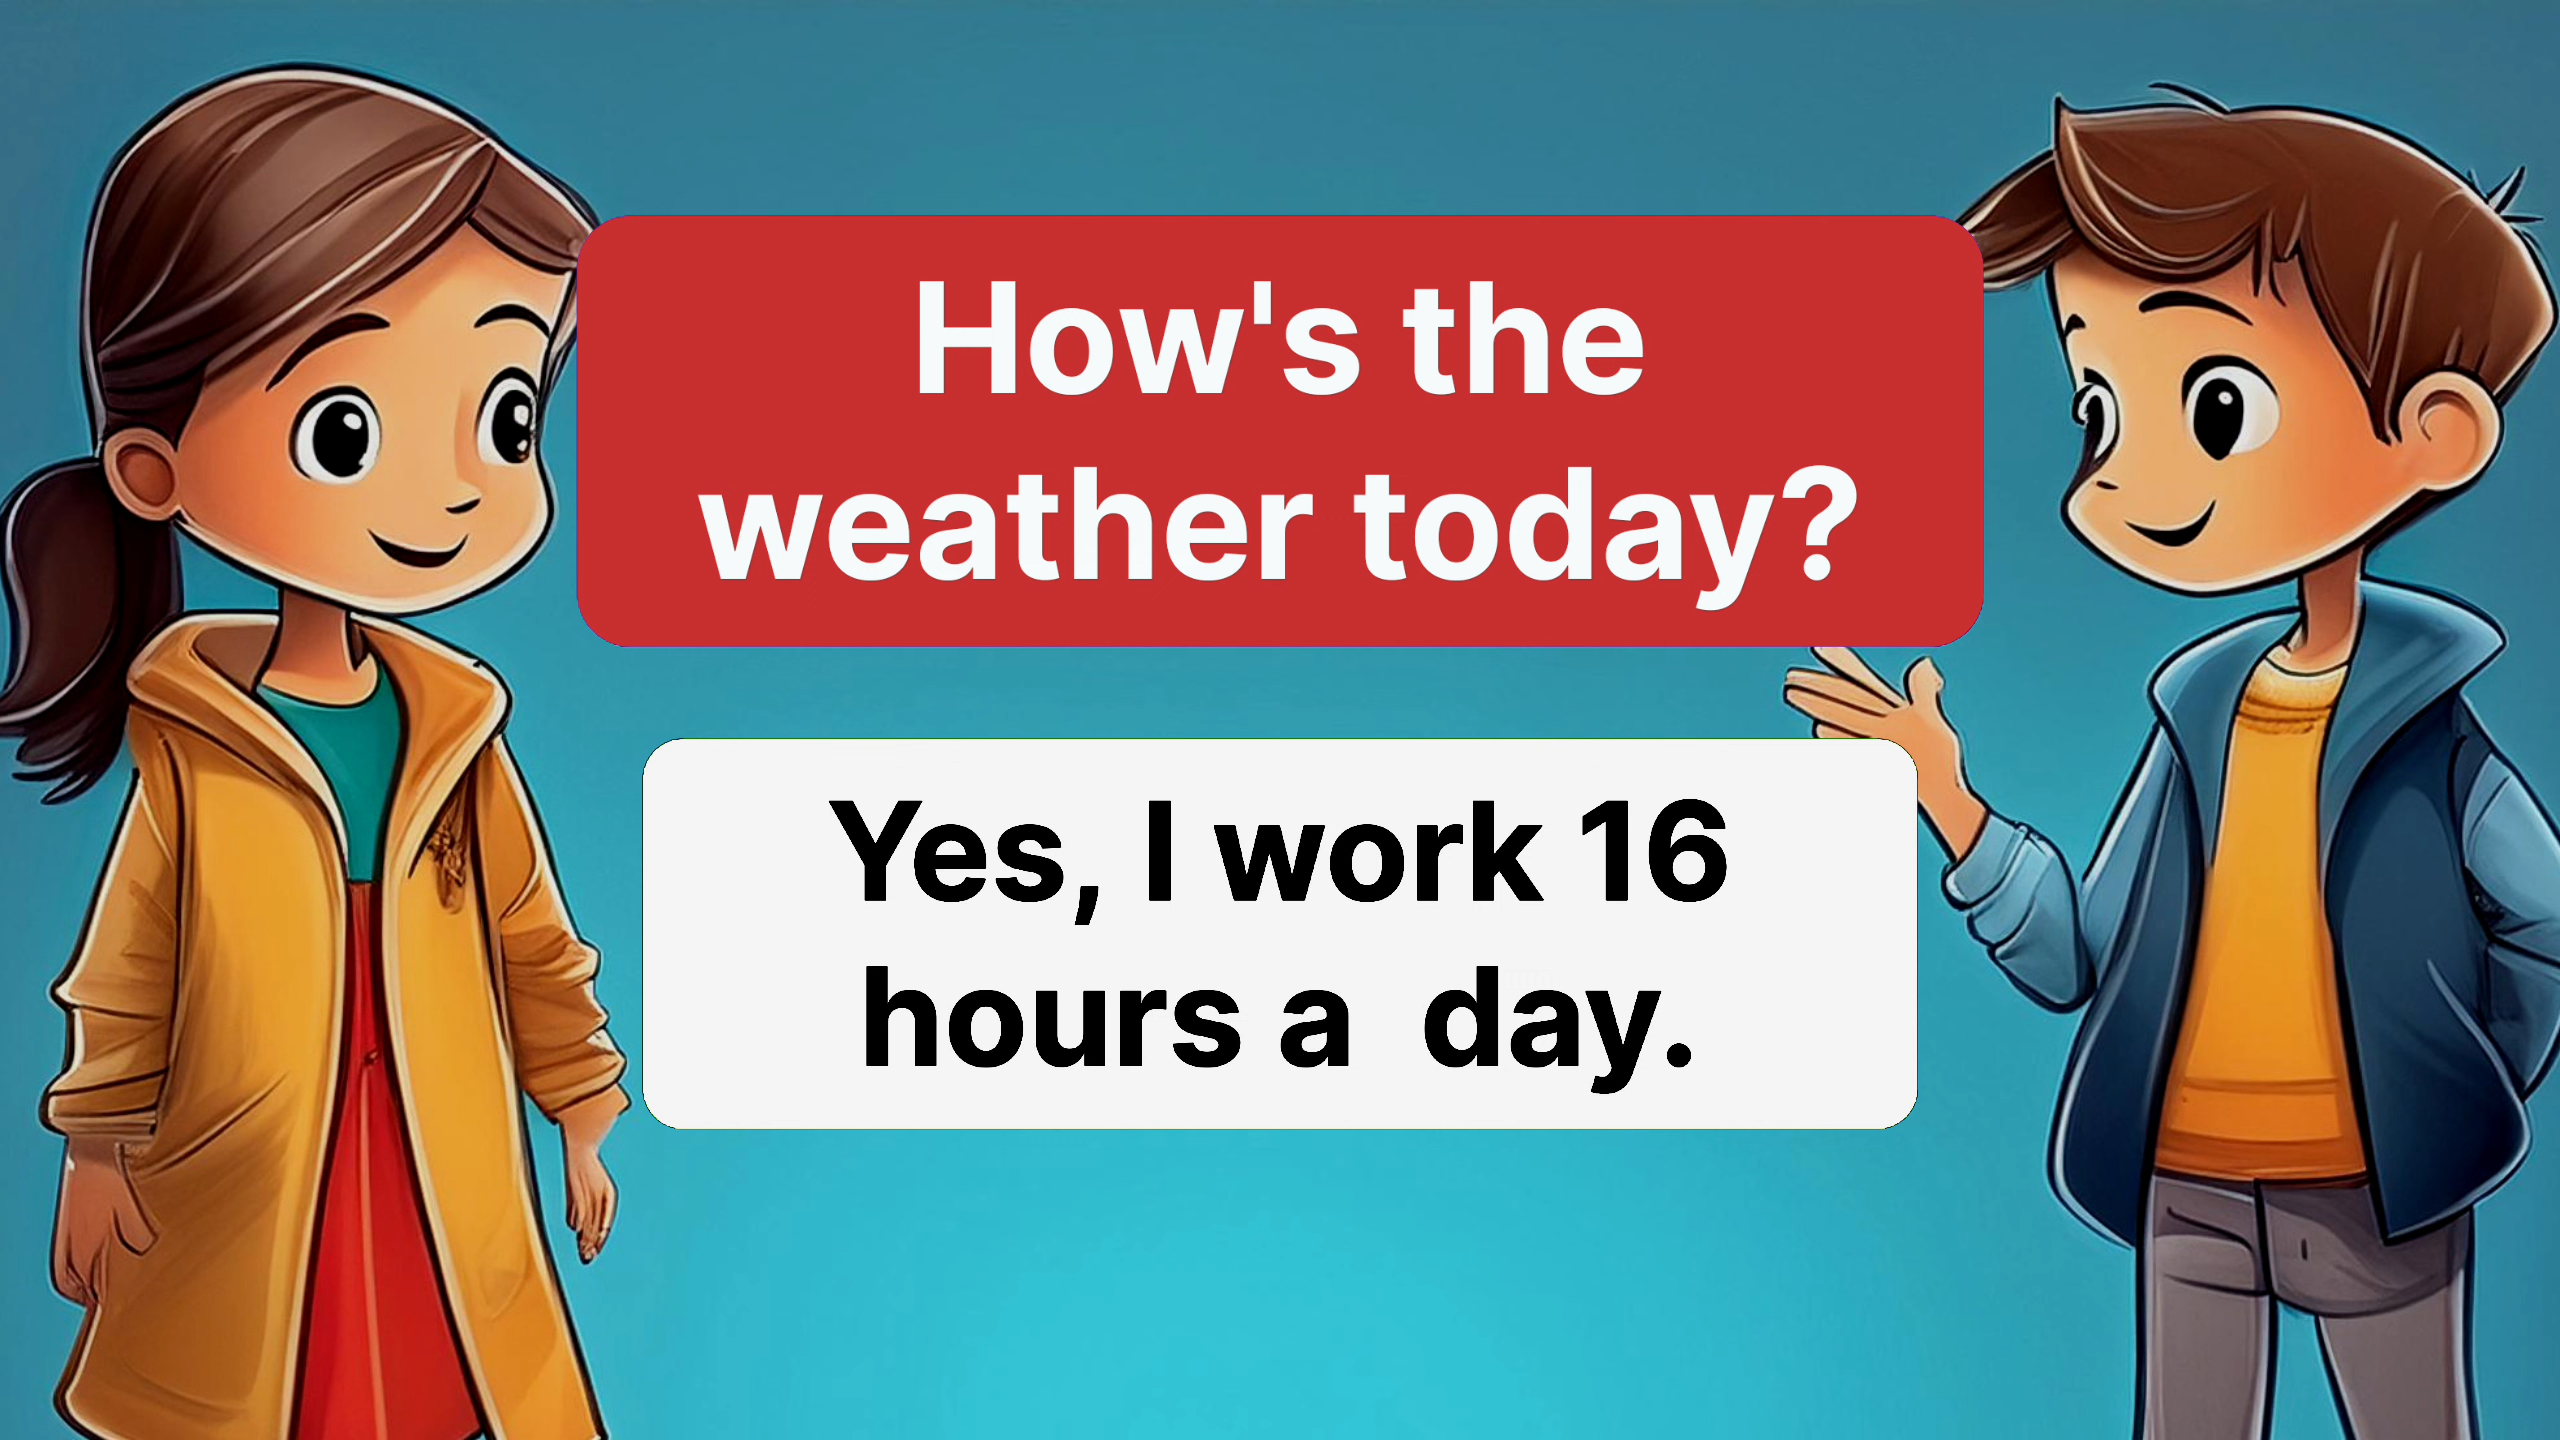 How's the
weather today?
Yes, I work 16
hours a  day.